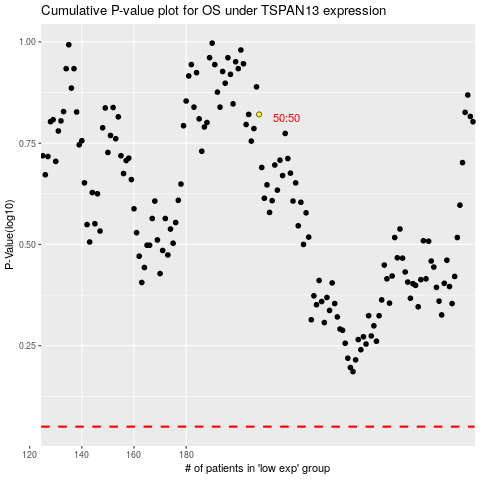 Cumulative P-value plot for OS under TSPAN13 expression
1.00
50:50
0.75
P-Value(log10)
0.50
0.25
120 140 160 180
# of patients in 'low exp' group